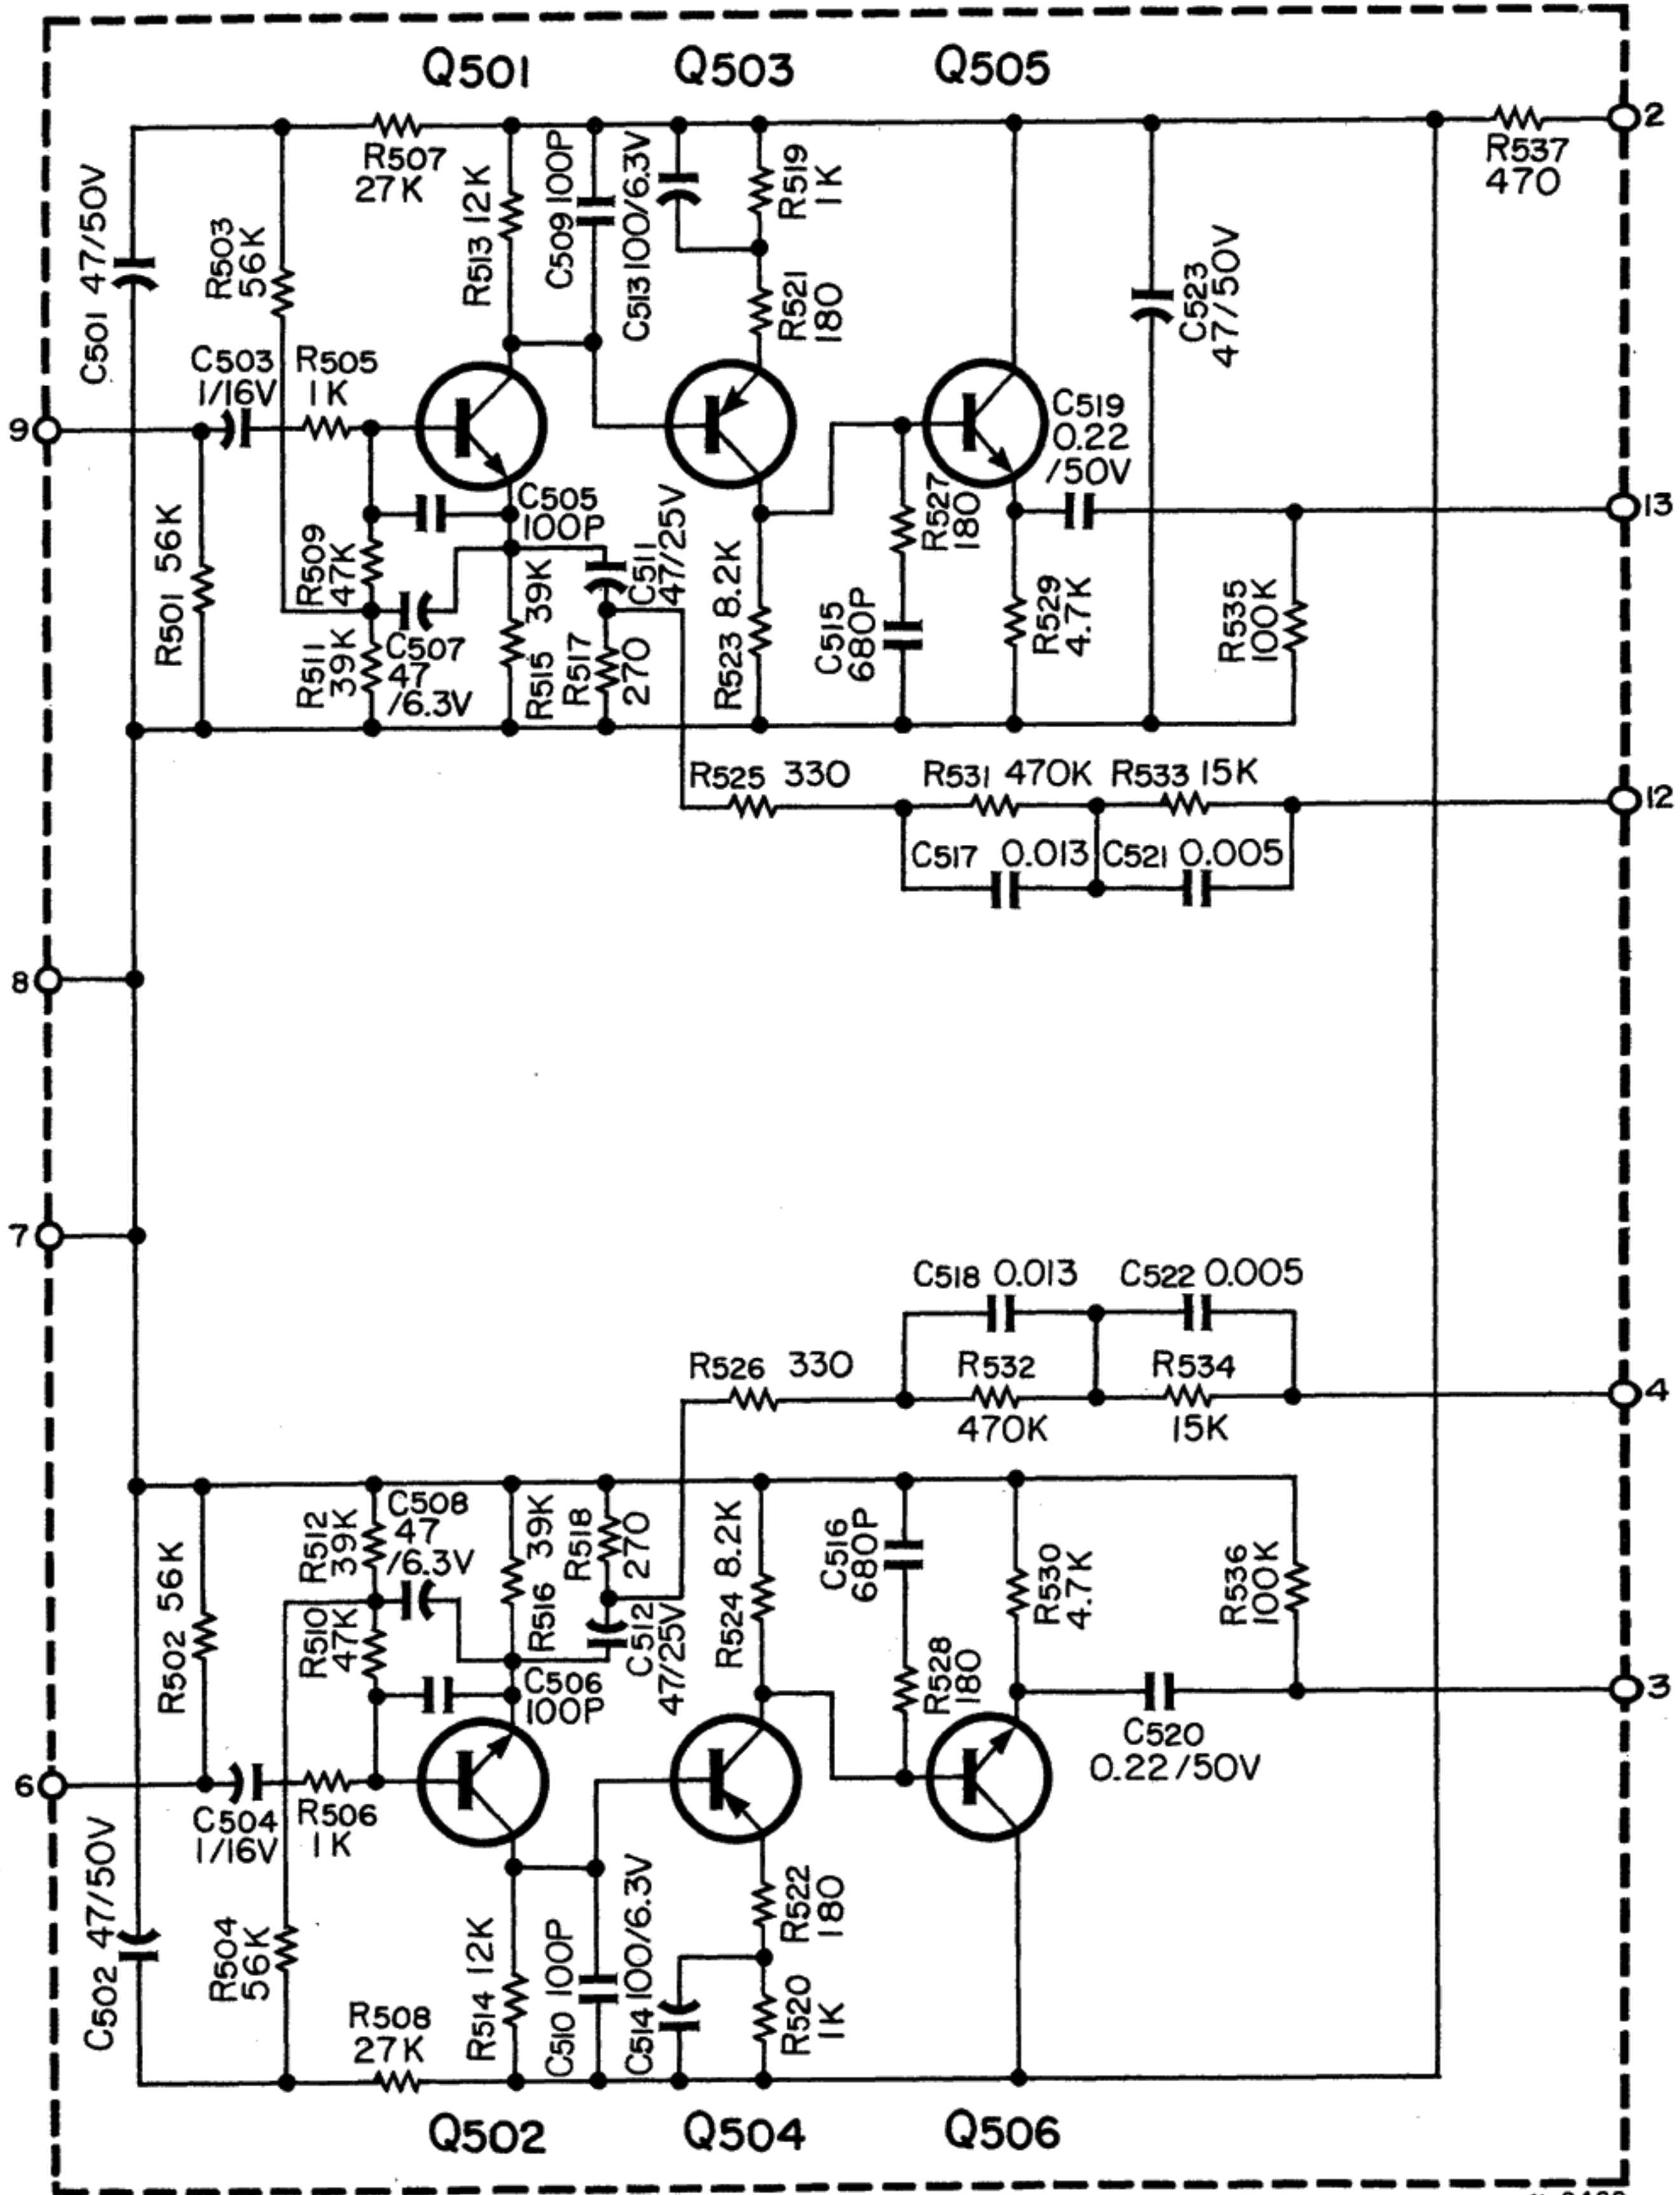 Q501 Q503 Q505
2
R507
27K
R537
470
C501 47/50V
R503
56K
R513 12K
C509 100P
C513 100/6.3V
R519
1K
R521
180
C523
47/50V
C503
1/16V
R505
1K
9
C519
0.22
/50V
C505
100P
13
R501 56K
R509
47K
R511
39K
C507
47
/6.3V
R515 39K
R517
270
C511
47/25V
R523 8.2K
R527
180
C515
680P
R529
4.7K
R535
100K
R525 330 R531 470K R533 15K
12
C517 0.013 C521 0.005
8
7
C518 0.013 C522 0.005
R526 330 R532 R534
4
470K 15K
R502 56K
R512
39K
C508
47
/6.3V
R510
47K
R516 39K
R518
270
C512
47/25V
C506
100P
R524 8.2K
C516
680P
R528
180
R530
4.7K
R536
100K
3
C520
0.22/50V
6
C504
1/16V
R506
1K
C502 47/50V
R504
56K
R508
27K
R514 12K
C510 100P
C514 100/6.3V
R522
180
R520
1K
Q502 Q504 Q506